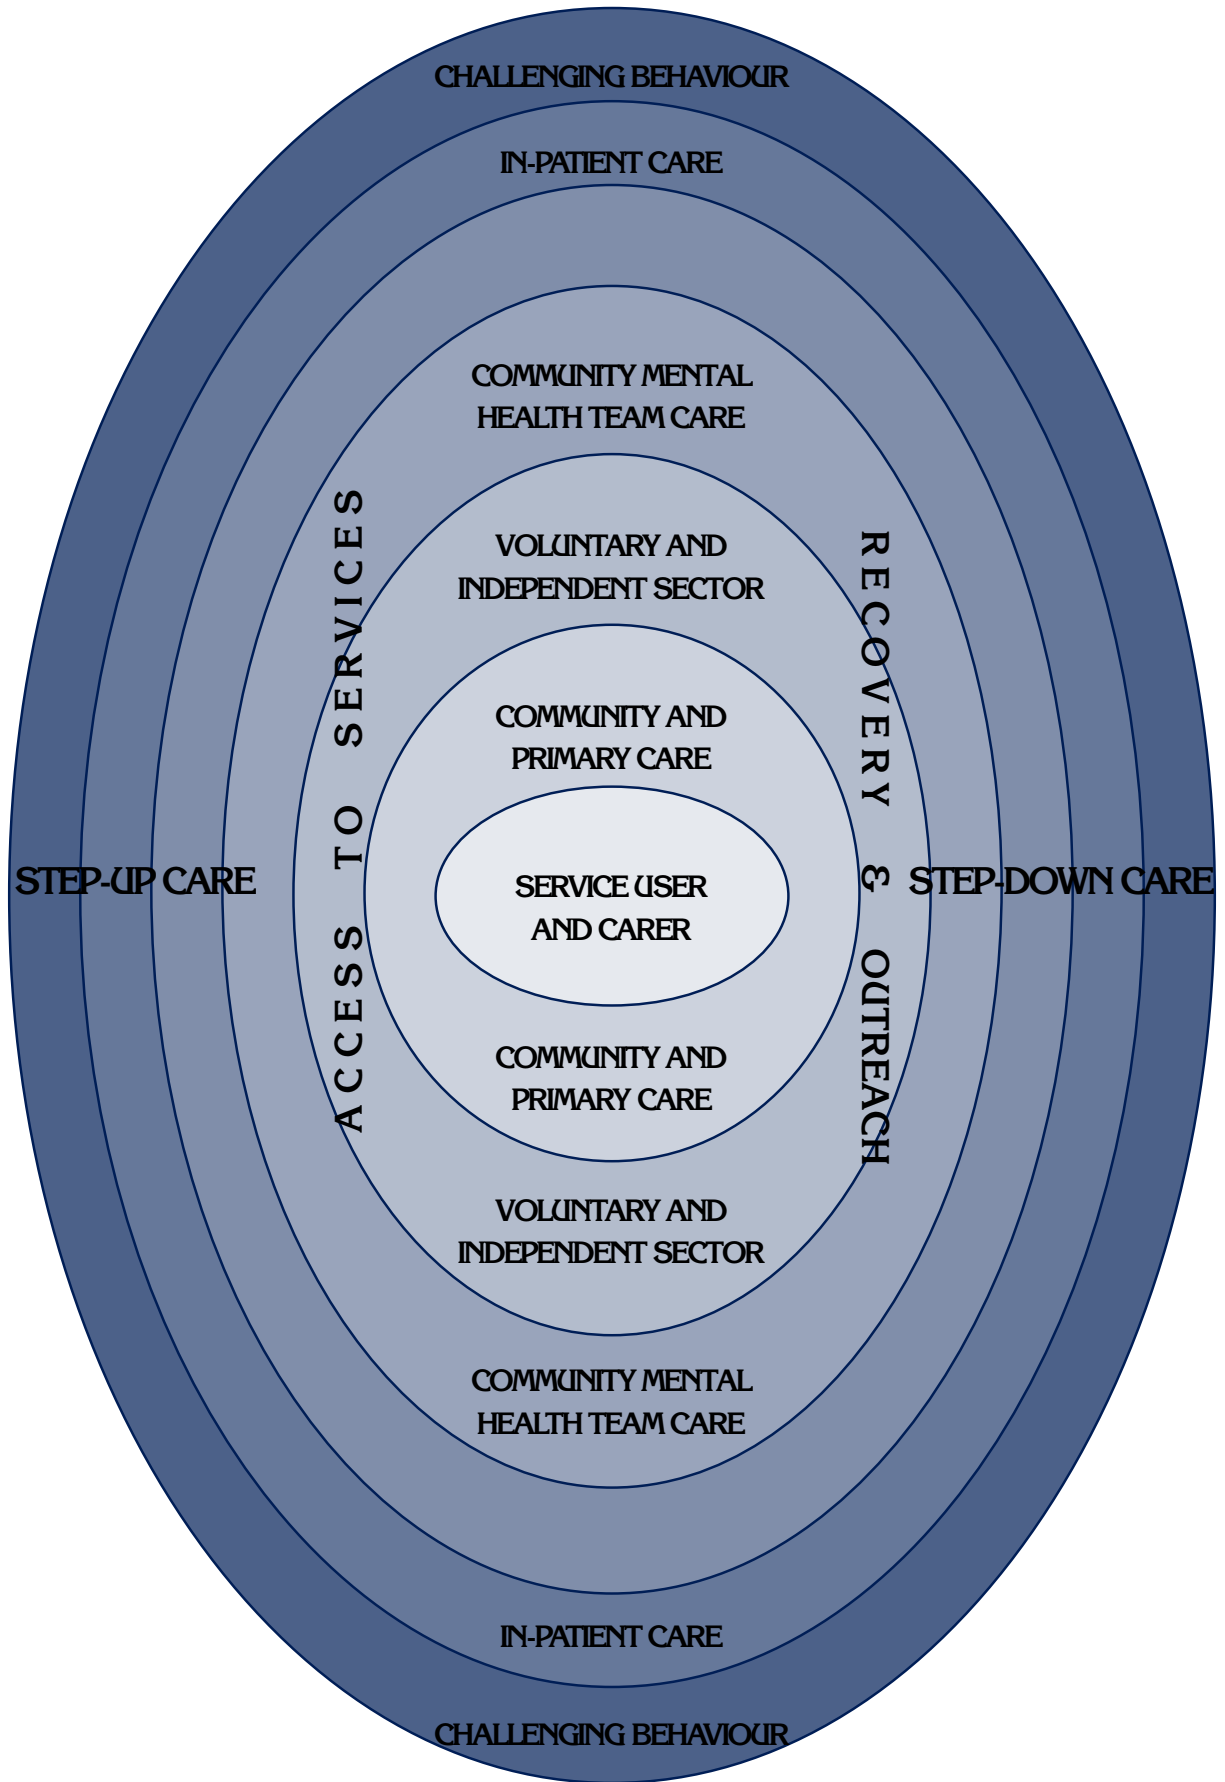 CHALLENGING BEHAVIOUR
IN-PATIENT CARE
COMMUNITY MENTAL
HEALTH TEAM CARE
VOLUNTARY AND
INDEPENDENT SECTOR
COMMUNITY AND
PRIMARY CARE
ACCESS TO SERVICES
RECOVERY & OUTREACH
STEP-UP CARE
SERVICE USER
AND CARER
STEP-DOWN CARE
COMMUNITY AND
PRIMARY CARE
VOLUNTARY AND
INDEPENDENT SECTOR
COMMUNITY MENTAL
HEALTH TEAM CARE
IN-PATIENT CARE
CHALLENGING BEHAVIOUR